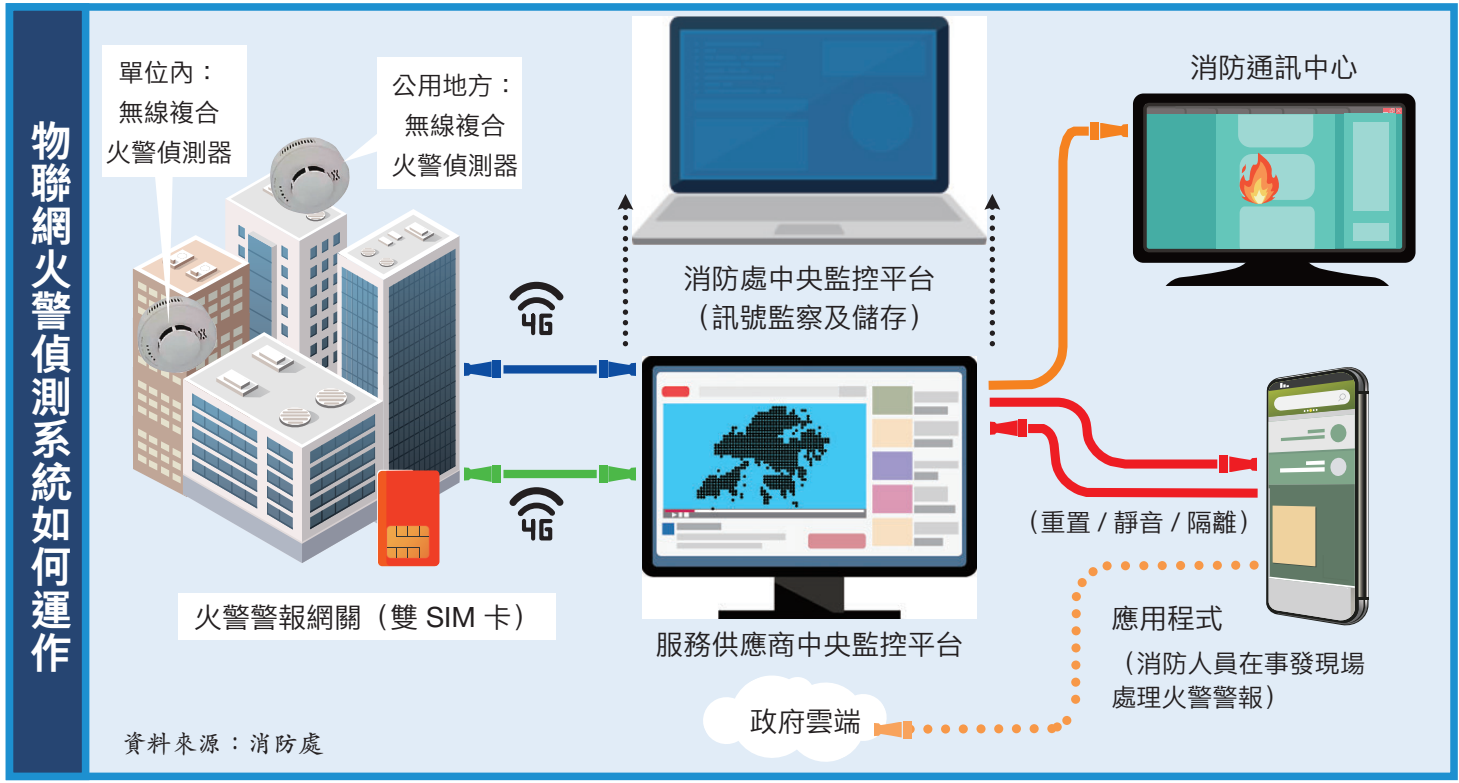 物聯網火警偵測系統如何運作
單位內：
無線複合
火警偵測器
公用地方：
無線複合
火警偵測器
4G
4G
火警警報網關（雙 SIM 卡）
消防處中央監控平台
（訊號監察及儲存）
服務供應商中央監控平台
消防通訊中心
（重置 / 靜音 / 隔離）
應用程式
（消防人員在事發現場
處理火警警報）
政府雲端
資料來源：消防處